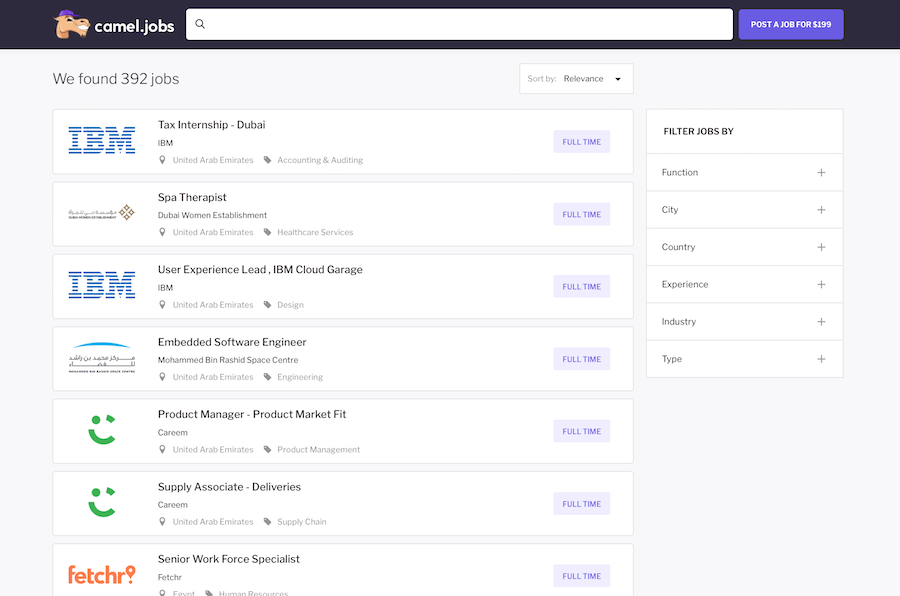 camel.jobs
POST A JOB FOR $199
We found 392 jobs
Sort by: Relevance
IBM
Tax Internship - Dubai
IBM
United Arab Emirates Accounting & Auditing
FULL TIME
DUBAI WOMEN ESTABLISHMENT
Spa Therapist
Dubai Women Establishment
United Arab Emirates Healthcare Services
FULL TIME
IBM
User Experience Lead , IBM Cloud Garage
IBM
United Arab Emirates Design
FULL TIME
مركز محمد بن راشد
للفضاء
MOHAMMED BIN RASHID SPACE CENTRE
Embedded Software Engineer
Mohammed Bin Rashid Space Centre
United Arab Emirates Engineering
FULL TIME
Product Manager - Product Market Fit
Careem
United Arab Emirates Product Management
FULL TIME
Supply Associate - Deliveries
Careem
United Arab Emirates Supply Chain
FULL TIME
fetchr
Senior Work Force Specialist
Fetchr
Egypt Human Resources
FULL TIME
FILTER JOBS BY
Function
City
Country
Experience
Industry
Type